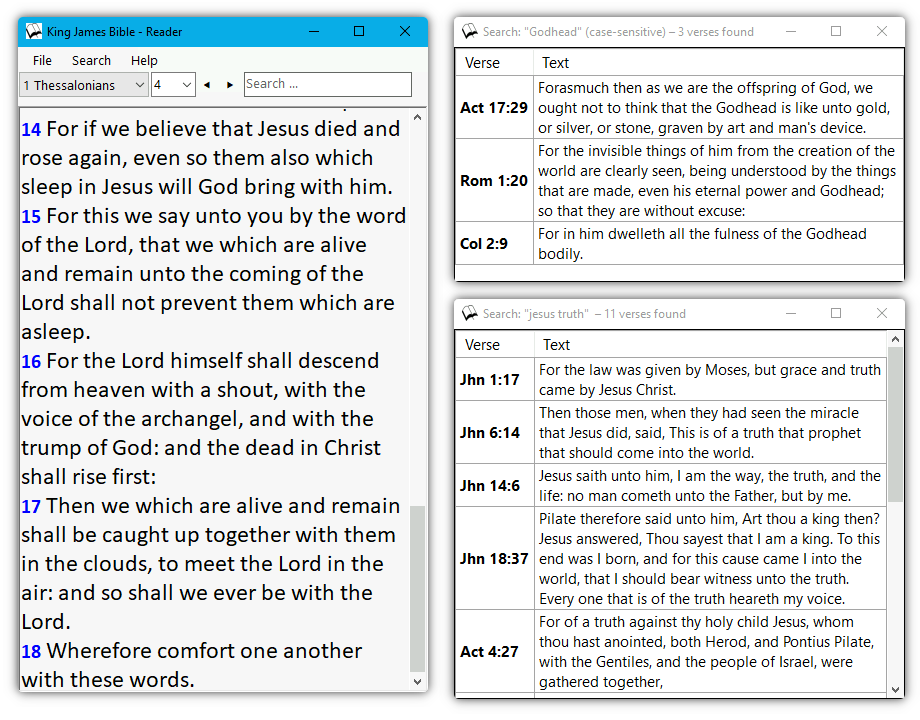 King James Bible - Reader
File Search Help
1 Thessalonians 4 Search ...
14 For if we believe that Jesus died and
rose again, even so them also which
sleep in Jesus will God bring with him.
15 For this we say unto you by the word
of the Lord, that we which are alive
and remain unto the coming of the
Lord shall not prevent them which are
asleep.
16 For the Lord himself shall descend
from heaven with a shout, with the
voice of the archangel, and with the
trump of God: and the dead in Christ
shall rise first:
17 Then we which are alive and remain
shall be caught up together with them
in the clouds, to meet the Lord in the
air: and so shall we ever be with the
Lord.
18 Wherefore comfort one another
with these words.
Search: "Godhead" (case-sensitive) – 3 verses found
Verse Text
Act 17:29
Forasmuch then as we are the offspring of God, we
ought not to think that the Godhead is like unto gold,
or silver, or stone, graven by art and man's device.
Rom 1:20
For the invisible things of him from the creation of the
world are clearly seen, being understood by the things
that are made, even his eternal power and Godhead;
so that they are without excuse:
Col 2:9
For in him dwelleth all the fulness of the Godhead
bodily.
Search: "jesus truth" – 11 verses found
Verse Text
Jhn 1:17
For the law was given by Moses, but grace and truth
came by Jesus Christ.
Jhn 6:14
Then those men, when they had seen the miracle
that Jesus did, said, This is of a truth that prophet
that should come into the world.
Jhn 14:6
Jesus saith unto him, I am the way, the truth, and the
life: no man cometh unto the Father, but by me.
Jhn 18:37
Pilate therefore said unto him, Art thou a king then?
Jesus answered, Thou sayest that I am a king. To this
end was I born, and for this cause came I into the
world, that I should bear witness unto the truth.
Every one that is of the truth heareth my voice.
Act 4:27
For of a truth against thy holy child Jesus, whom
thou hast anointed, both Herod, and Pontius Pilate,
with the Gentiles, and the people of Israel, were
gathered together,